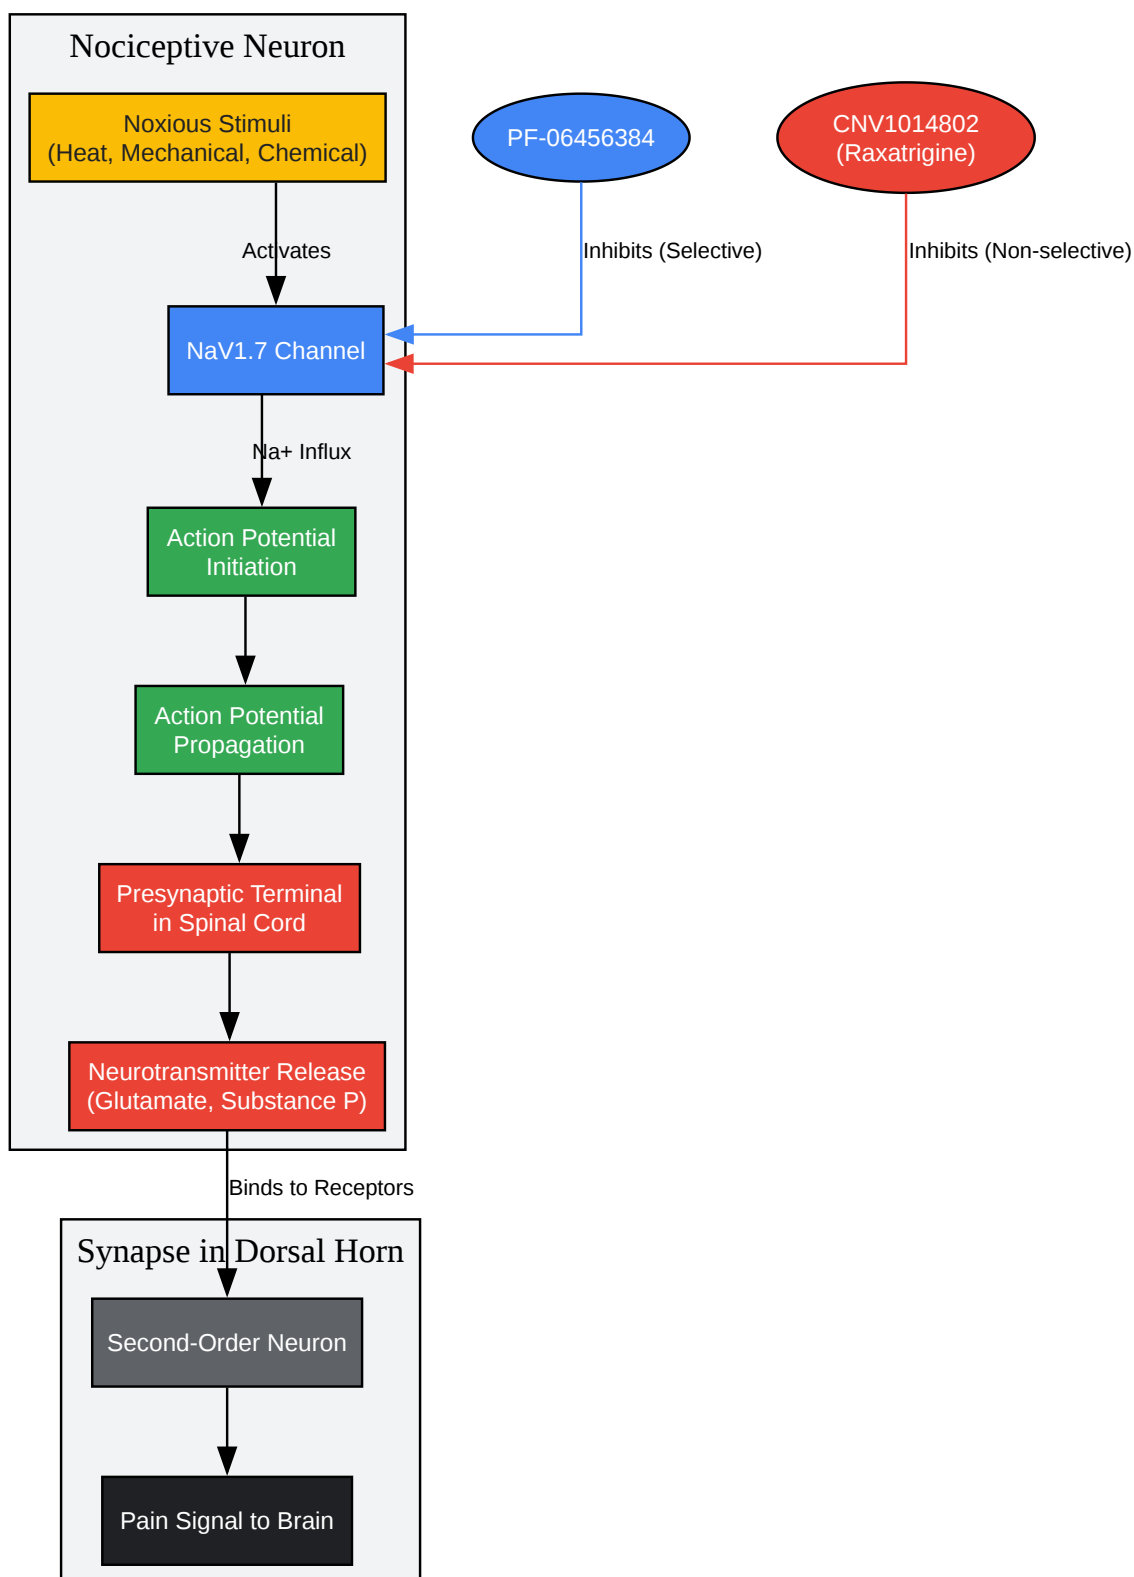 Nociceptive Neuron
Noxious Stimuli
(Heat, Mechanical, Chemical)
PF-06456384
CNV1014802
(Raxatrigine)
Activates
Inhibits (Selective)
Inhibits (Non-selective)
NaV1.7 Channel
Na+ Influx
Action Potential
Initiation
Action Potential
Propagation
Presynaptic Terminal
in Spinal Cord
Neurotransmitter Release
(Glutamate, Substance P)
Binds to Receptors
Synapse in Dorsal Horn
Second-Order Neuron
Pain Signal to Brain